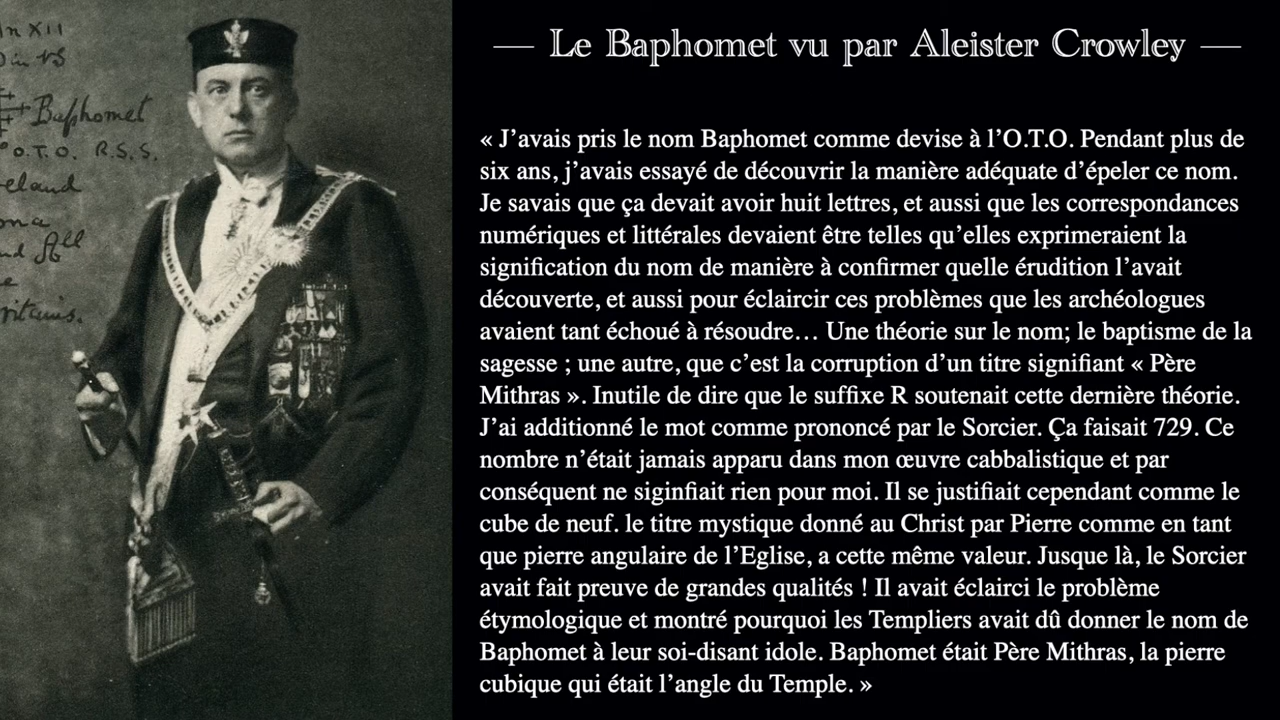 — Le Baphomet vu par Aleister Crowley —
« J’avais pris le nom Baphomet comme devise à l’O.T.O. Pendant plus de
six ans, j’avais essayé de découvrir la manière adéquate d’épeler ce nom.
Je savais que ça devait avoir huit lettres, et aussi que les correspondances
numériques et littérales devaient être telles qu’elles exprimeraient la
signification du nom de manière à confirmer quelle érudition l’avait
découverte, et aussi pour éclaircir ces problèmes que les archéologues
avaient tant échoué à résoudre… Une théorie sur le nom; le baptisme de la
sagesse ; une autre, que c’est la corruption d’un titre signifiant « Père
Mithras ». Inutile de dire que le suffixe R soutenait cette dernière théorie.
J’ai additionné le mot comme prononcé par le Sorcier. Ça faisait 729. Ce
nombre n’était jamais apparu dans mon œuvre cabbalistique et par
conséquent ne siginfiait rien pour moi. Il se justifiait cependant comme le
cube de neuf. le titre mystique donné au Christ par Pierre comme en tant
que pierre angulaire de l’Eglise, a cette même valeur. Jusque là, le Sorcier
avait fait preuve de grandes qualités ! Il avait éclairci le problème
étymologique et montré pourquoi les Templiers avait dû donner le nom de
Baphomet à leur soi-disant idole. Baphomet était Père Mithras, la pierre
cubique qui était l’angle du Temple. »
XII
Baphomet
O.T.O. R.S.S.
eland
ona
nd All
e
ritains.